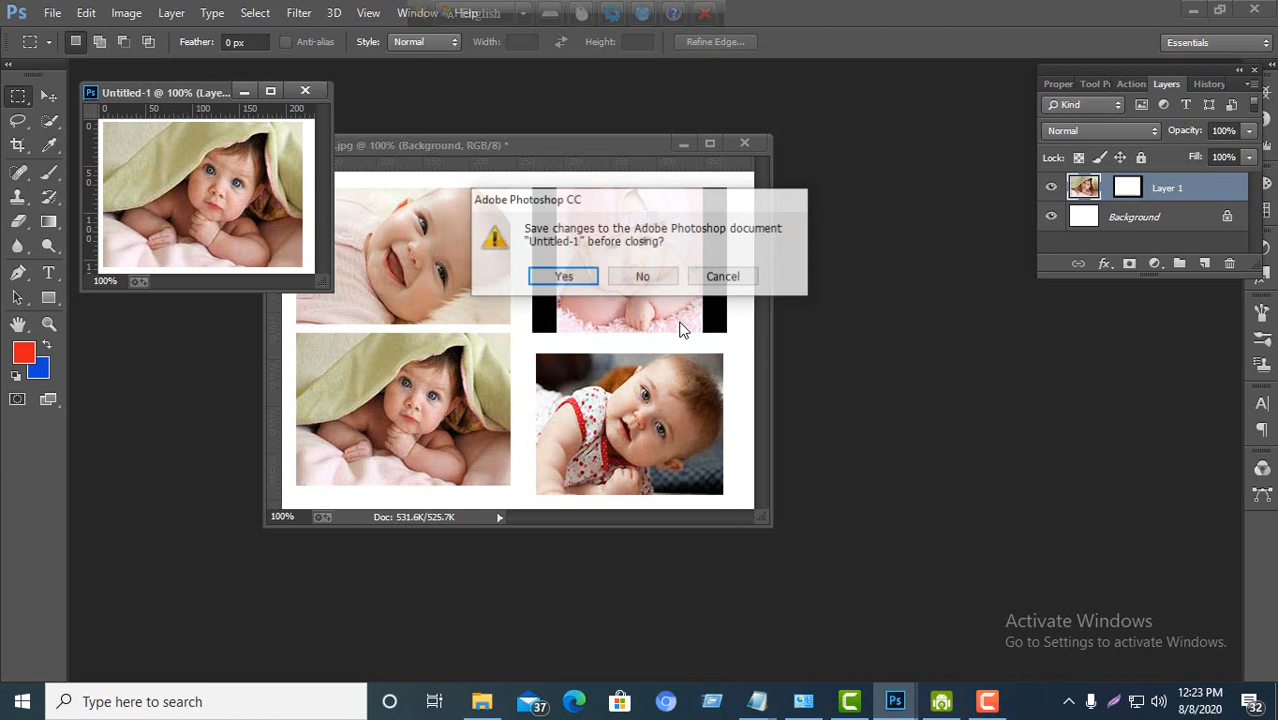 Ps File Edit Image Layer Type Select Filter 3D View Window Help English
Feather: 0 px Anti-alias Style: Normal Width: Height: Refine Edge... Essentials
Untitled-1 @ 100% (Laye...
0 50 100 150 200
100%
.jpg @ 100% (Background, RGB/8) *
Adobe Photoshop CC
Save changes to the Adobe Photoshop document
"Untitled-1" before closing?
Yes No Cancel
100% Doc: 531.6K/525.7K
Proper Tool Pr Action Layers History
Kind
Normal Opacity: 100%
Lock: Fill: 100%
Layer 1
Background
Activate Windows
Go to Settings to activate Windows.
Type here to search
37
Ps
12:23 PM
8/8/2020
32